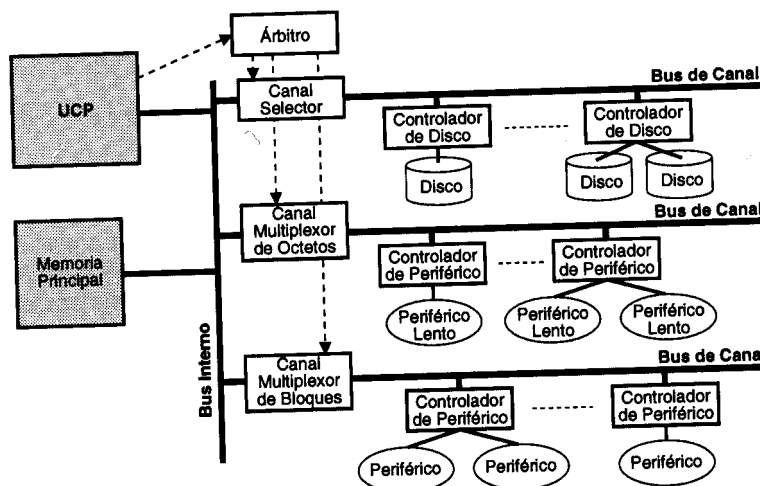 Árbitro
UCP
Canal
Selector
Bus de Canal
Controlador
de Disco
Controlador
de Disco
Disco
Disco
Disco
Canal
Multiplexor
de Octetos
Bus de Canal
Memoria
Principal
Controlador
de Periférico
Controlador
de Periférico
Periférico
Lento
Periférico
Lento
Periférico
Lento
Bus Interno
Canal
Multiplexor
de Bloques
Bus de Canal
Controlador
de Periférico
Controlador
de Periférico
Periférico
Periférico
Periférico